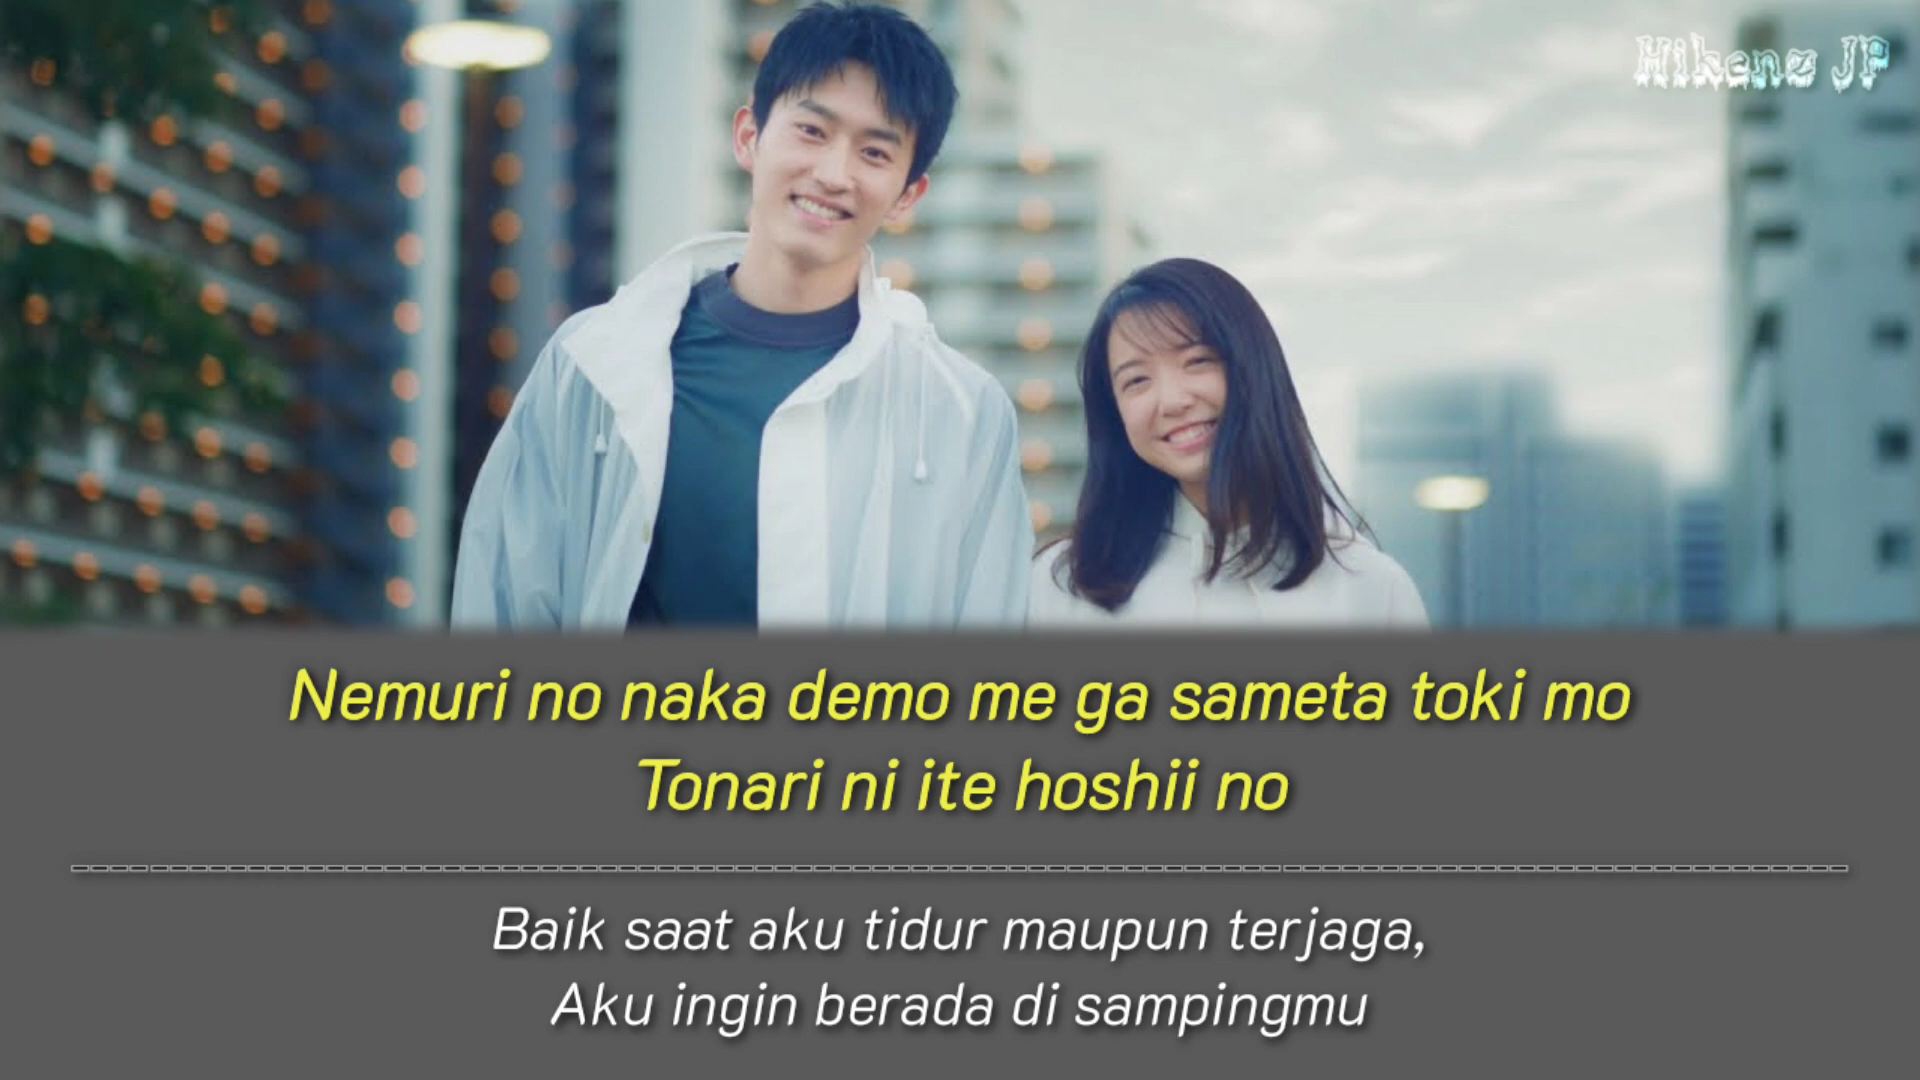 Hikenz JP
Nemuri no naka demo me ga sameta toki mo
Tonari ni ite hoshii no
Baik saat aku tidur maupun terjaga,
Aku ingin berada di sampingmu